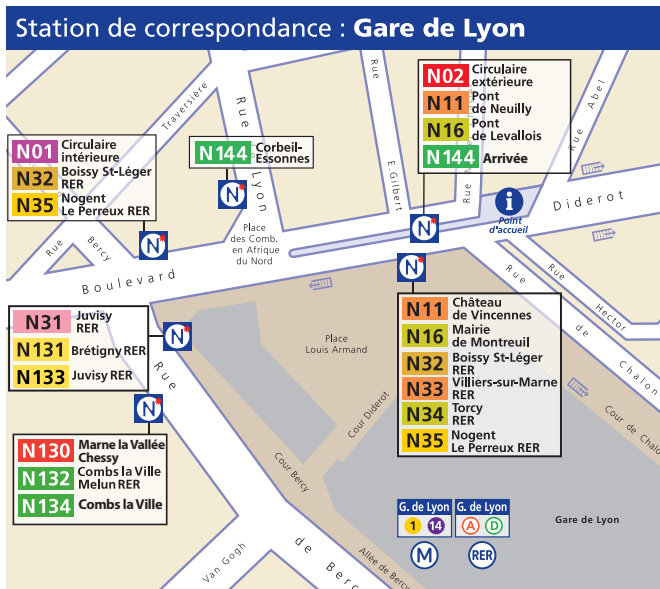 Station de correspondance : Gare de Lyon
N02 Circulaire
extérieure
N11 Pont
de Neuilly
N16 Pont
de Levallois
N144 Arrivée
N01 Circulaire
intérieure
N32 Boissy St-Léger
RER
N35 Nogent
Le Perreux RER
N144 Corbeil-
Essonnes
Traversière
Rue
Lyon
Rue
E.Gilbert
Rue
Rue Abel
i
Point
d'accueil
Diderot
N
N
N
Rue
Bercy
Place
des Comb.
en Afrique
du Nord
Boulevard
N
Rue Hector
Rue de Chalon
N31 Juvisy
RER
N131 Brétigny RER
N133 Juvisy RER
N
Place
Louis Armand
N11 Château
de Vincennes
N16 Mairie
de Montreuil
N32 Boissy St-Léger
RER
N33 Villiers-sur-Marne
RER
N34 Torcy
RER
N35 Nogent
Le Perreux RER
Rue
N
N130 Marne la Vallée
Chessy
N132 Combs la Ville
Melun RER
N134 Combs la Ville
Cour Diderot
Cour de Chalo
Cour Bercy
G. de Lyon
1 14
M
G. de Lyon
A D
RER
Gare de Lyon
Van Gogh
de Berc
Allée de Bercy